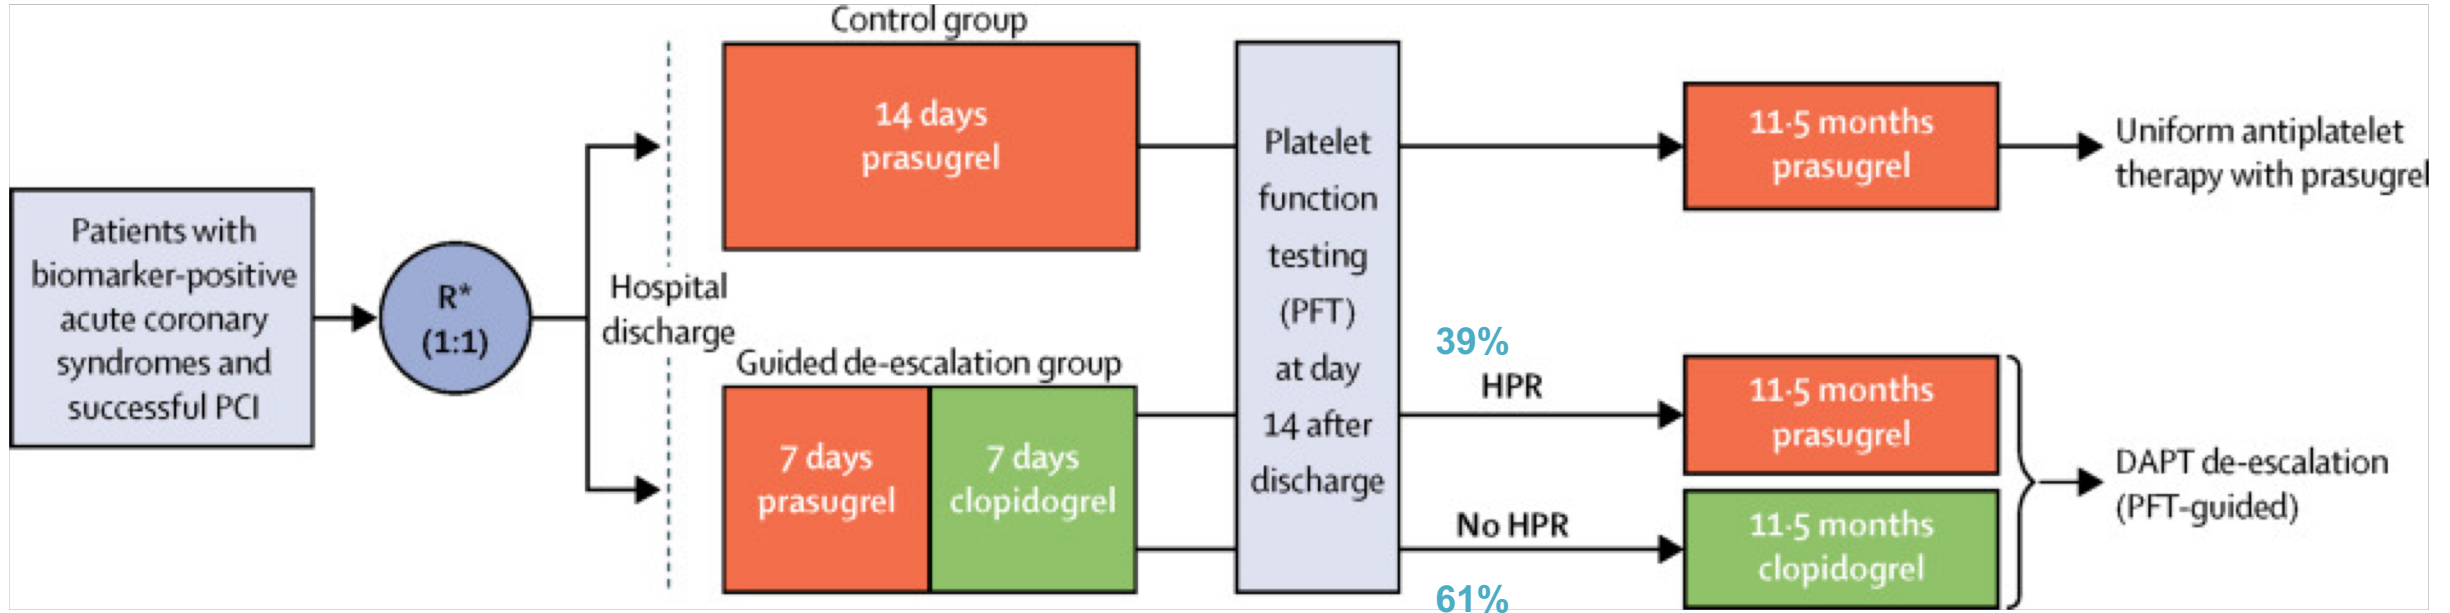 Patients with
biomarker-positive
acute coronary
syndromes and
successful PCI
R*
(1:1)
Hospital
discharge
Control group
14 days
prasugrel
Guided de-escalation group
7 days
prasugrel
7 days
clopidogrel
Platelet
function
testing
(PFT)
at day
14 after
discharge
39%
HPR
No HPR
61%
11·5 months
prasugrel
11·5 months
prasugrel
11·5 months
clopidogrel
Uniform antiplatelet
therapy with prasugrel
DAPT de-escalation
(PFT-guided)